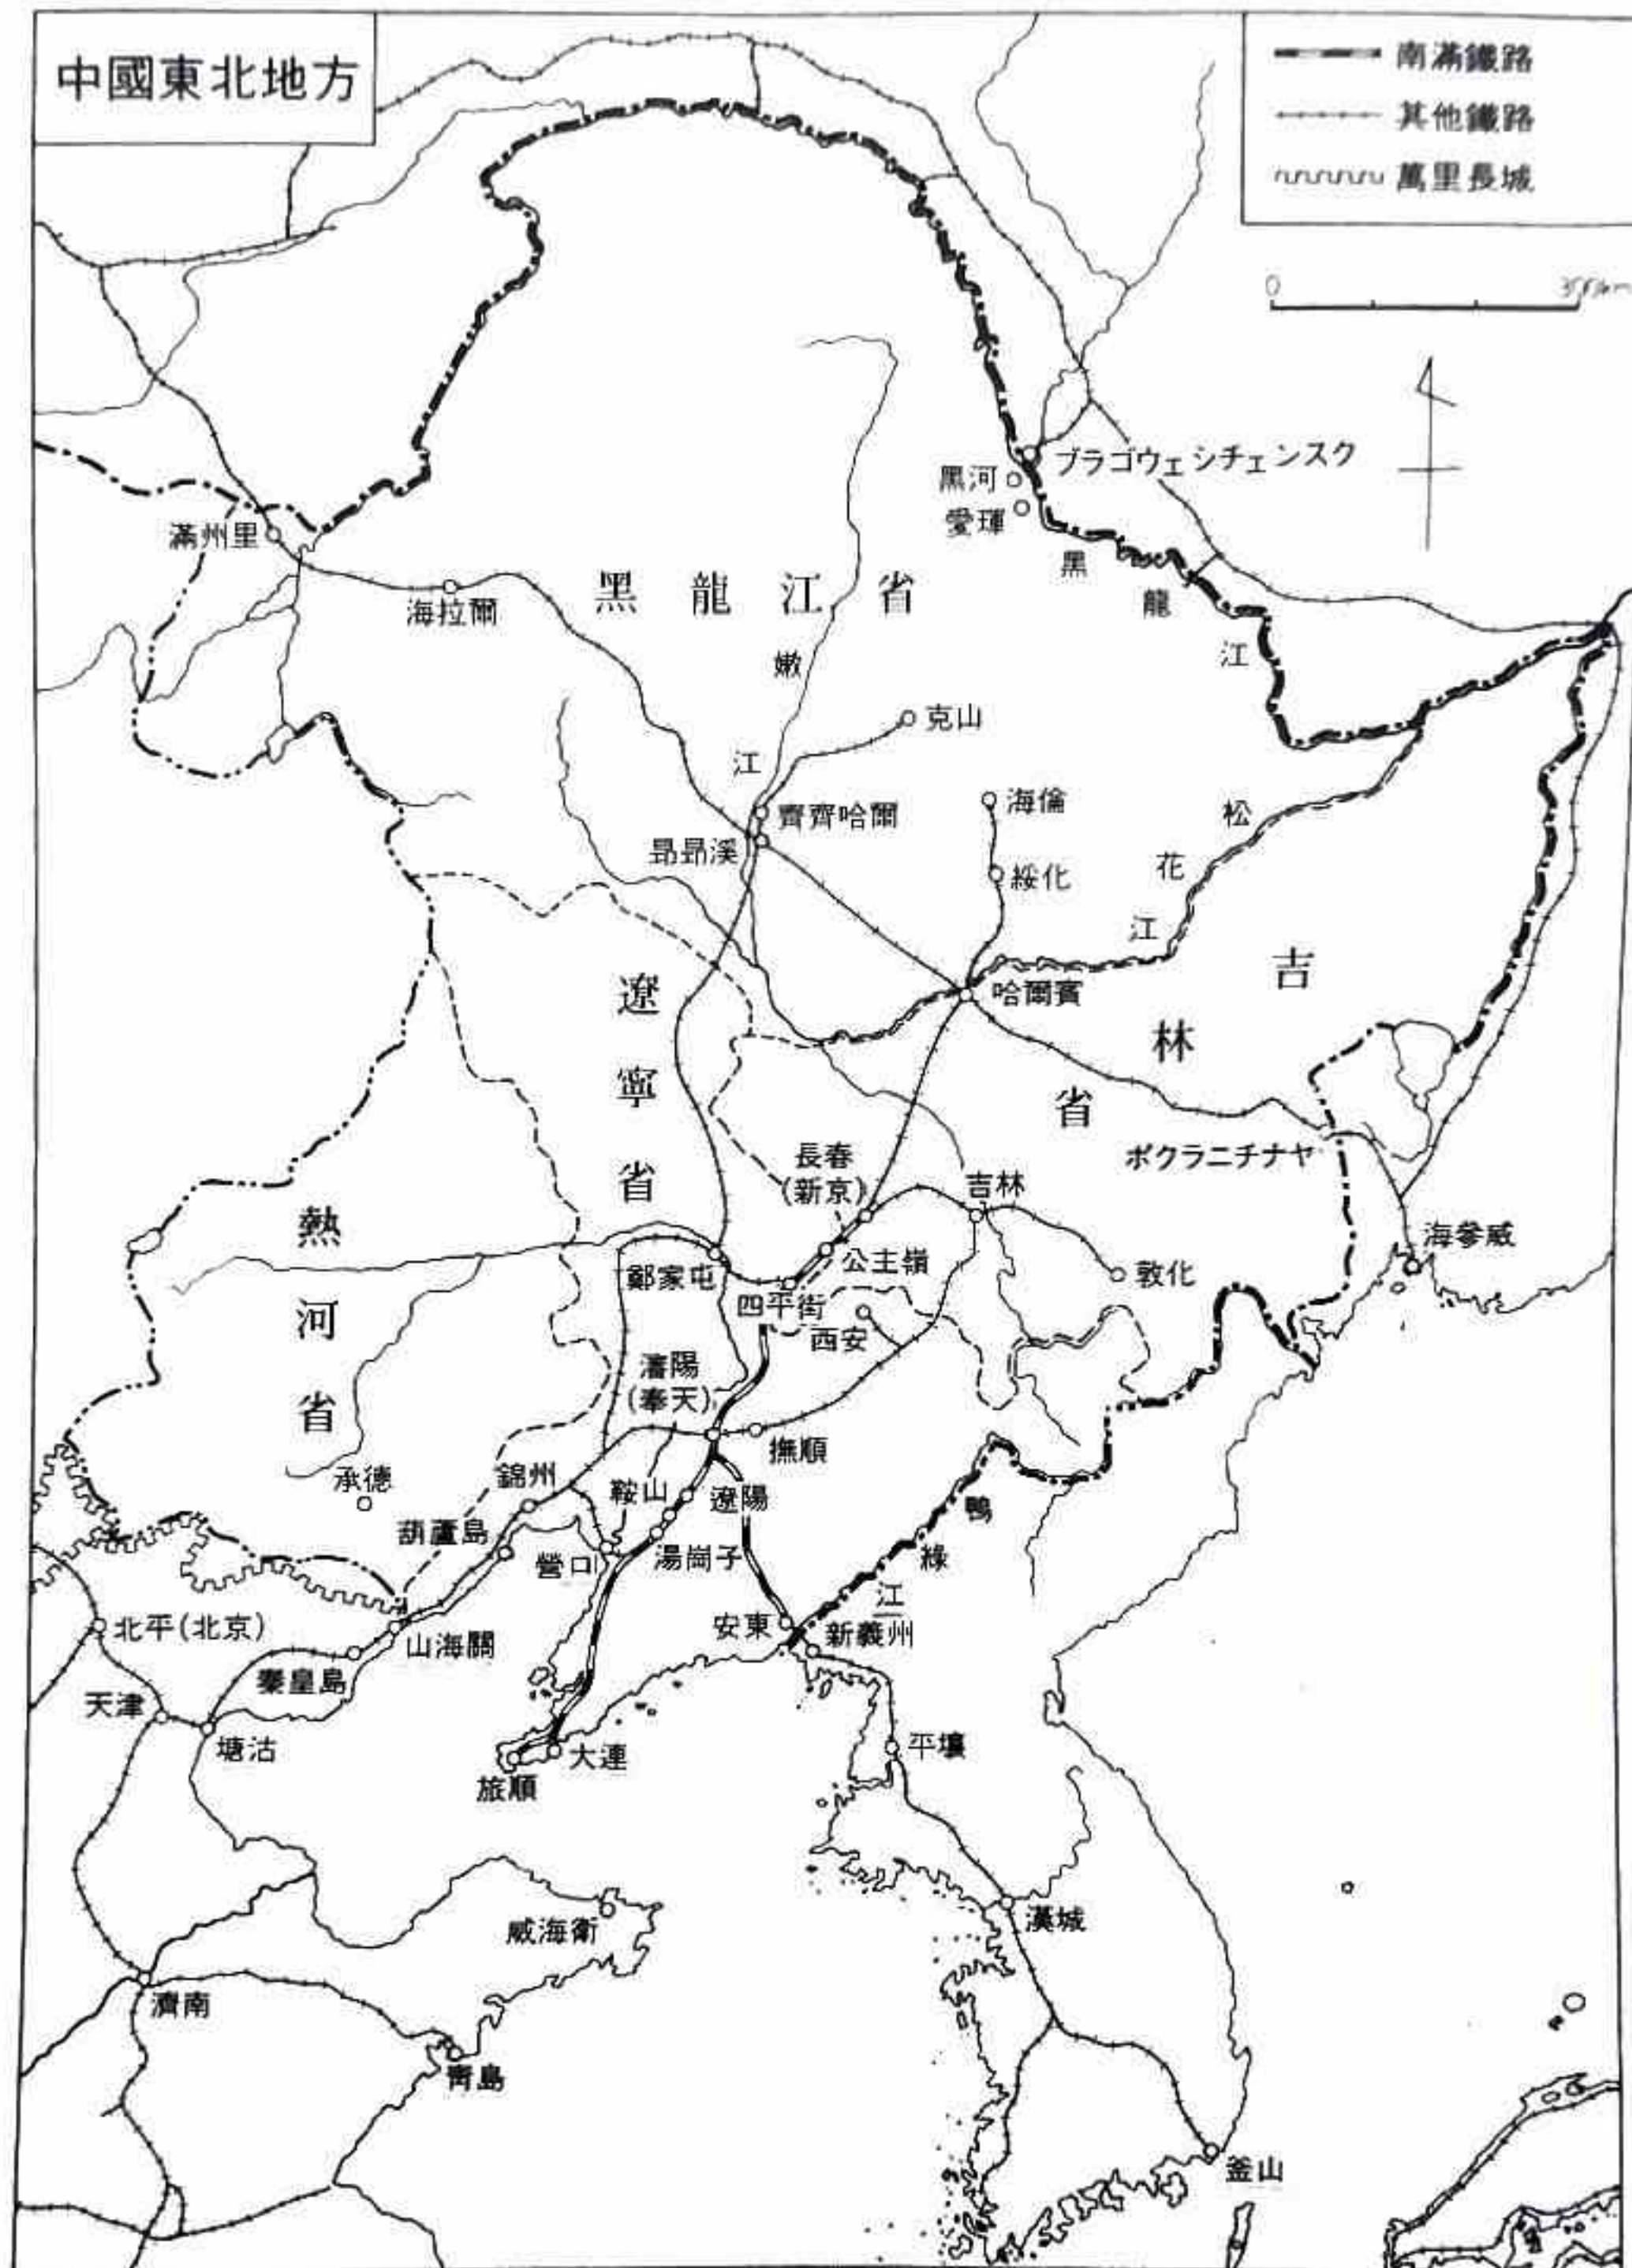 中國東北地方
南滿鐵路
其他鐵路
萬里長城
0
300km
ブラゴウェシチェンスク
黑河
愛琿
滿州里
海拉爾
黑龍江省
黑龍江
嫩江
克山
齊齊哈爾
昂昂溪
海倫
綏化
松花江
哈爾賓
遼寧省
吉林省
ポクラニチナヤ
長春
(新京)
吉林
海參威
公主嶺
敦化
鄭家屯
四平街
西安
熱河省
瀋陽
(奉天)
撫順
承德
錦州
鞍山
遼陽
葫蘆島
營口
湯崗子
鴨綠江
北平(北京)
山海關
安東
新義州
秦皇島
天津
塘沽
大連
旅順
平壤
威海衛
漢城
濟南
靑島
釜山